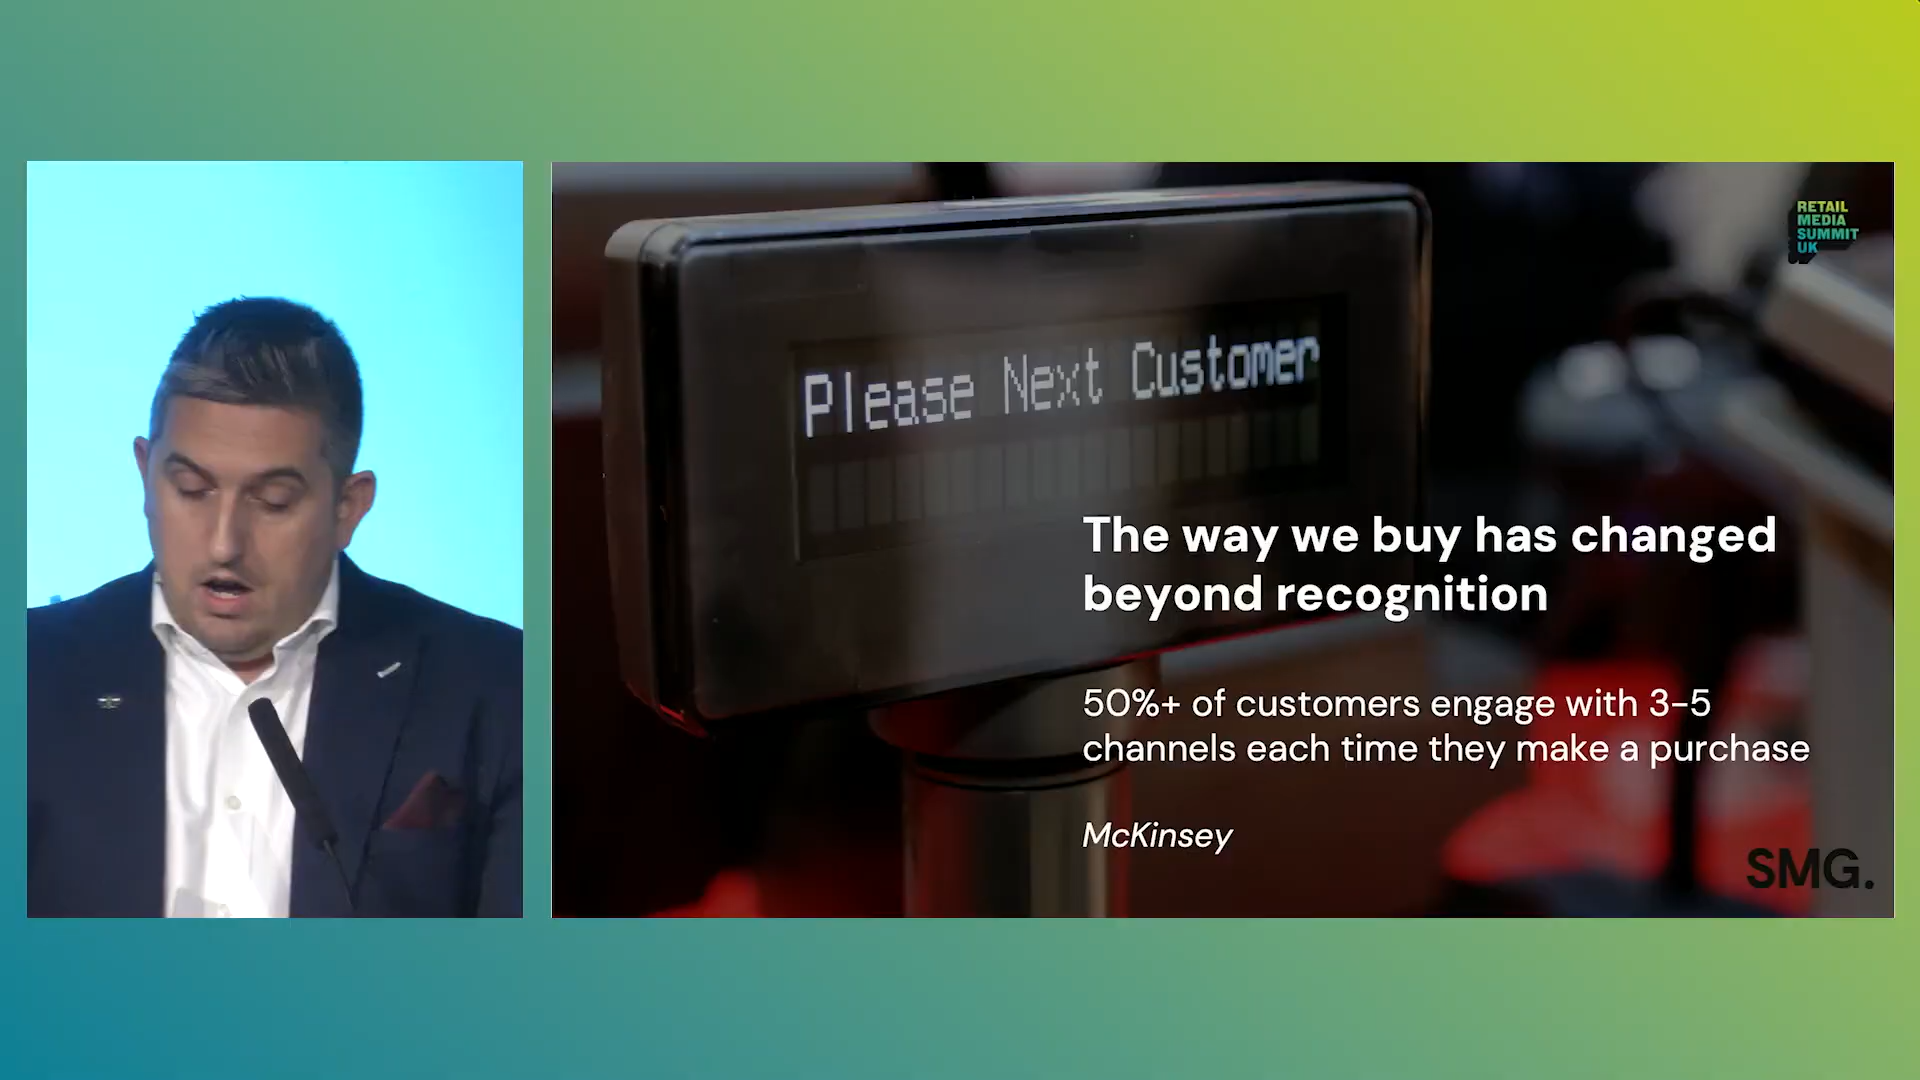 RETAIL
MEDIA
SUMMIT
UK
Please Next Customer
The way we buy has changed
beyond recognition
50%+ of customers engage with 3-5
channels each time they make a purchase
McKinsey
SMG.